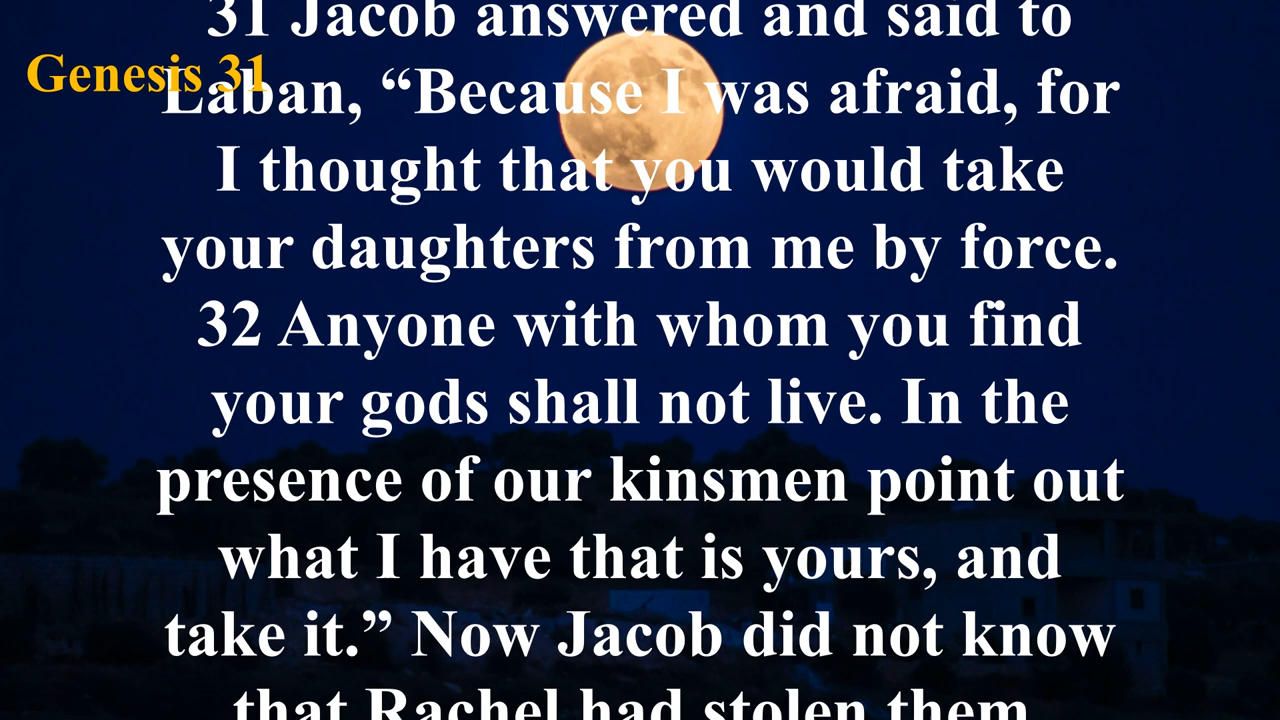 31 Jacob answered and said to
Genesis 31
Laban, “Because I was afraid, for
I thought that you would take
your daughters from me by force.
32 Anyone with whom you find
your gods shall not live. In the
presence of our kinsmen point out
what I have that is yours, and
take it.” Now Jacob did not know
that Rachel had stolen them.